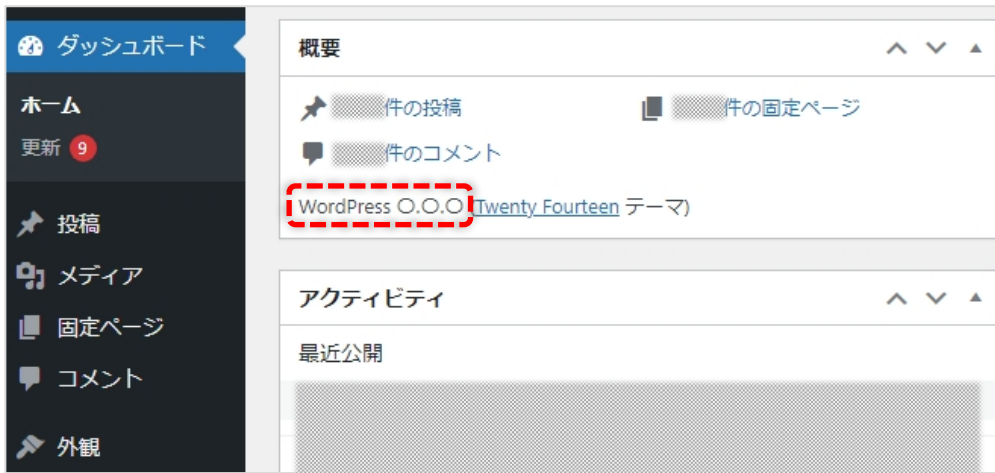 ダッシュボード
ホーム
更新 9
投稿
メディア
固定ページ
コメント
外観
概要
件の投稿
件の固定ページ
件のコメント
WordPress 〇.〇.〇 (Twenty Fourteen テーマ)
アクティビティ
最近公開